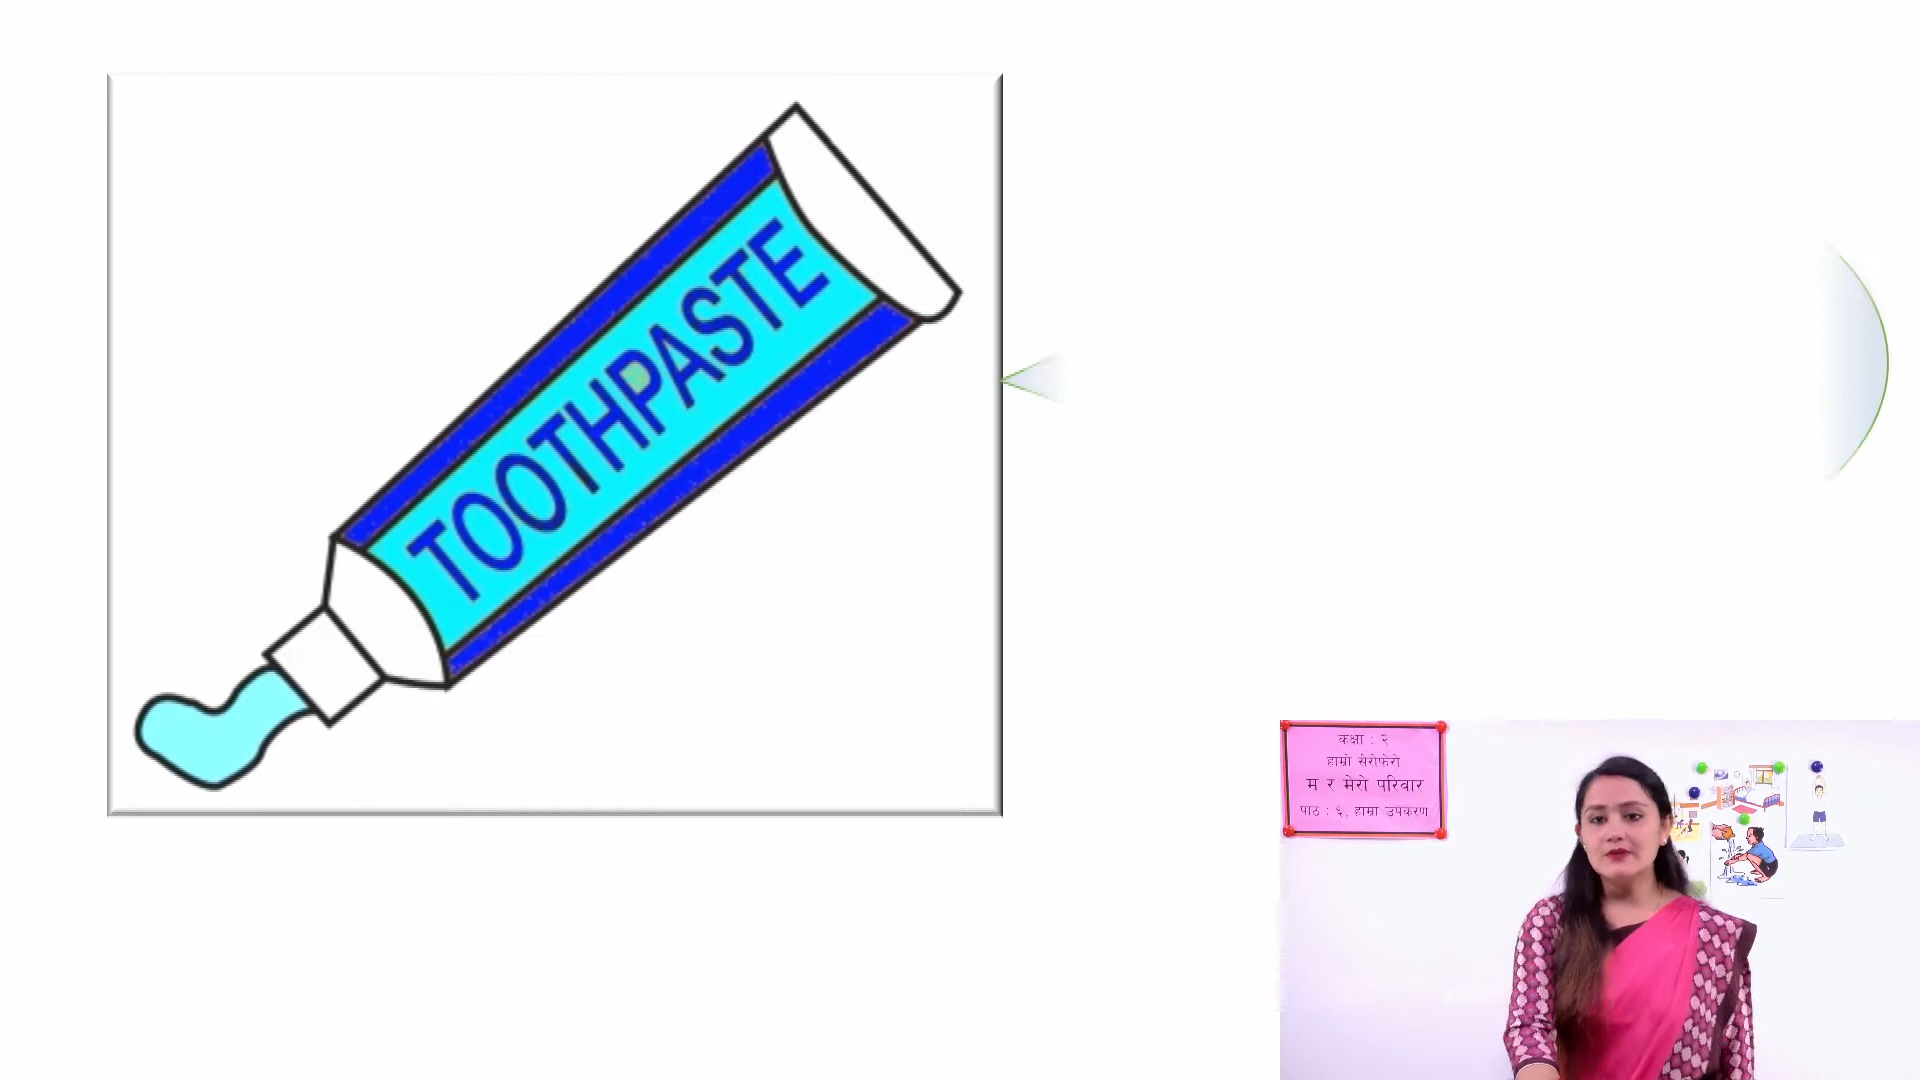 TOOTHPASTE
कक्षा : २
हाम्रो सेरोफेरो
म र मेरो परिवार
पाठ : ६, हाम्रा उपकरण